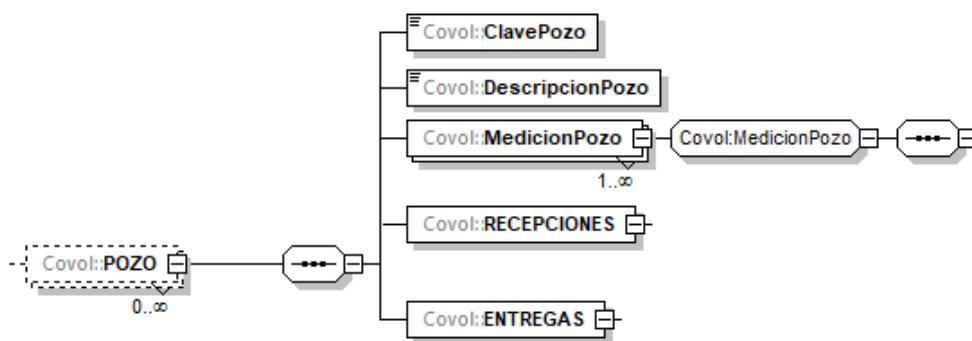 Covol::ClavePozo
Covol::DescripcionPozo
Covol::MedicionPozo
Covol:MedicionPozo
1..∞
Covol::RECEPCIONES
Covol::POZO
0..∞
Covol::ENTREGAS